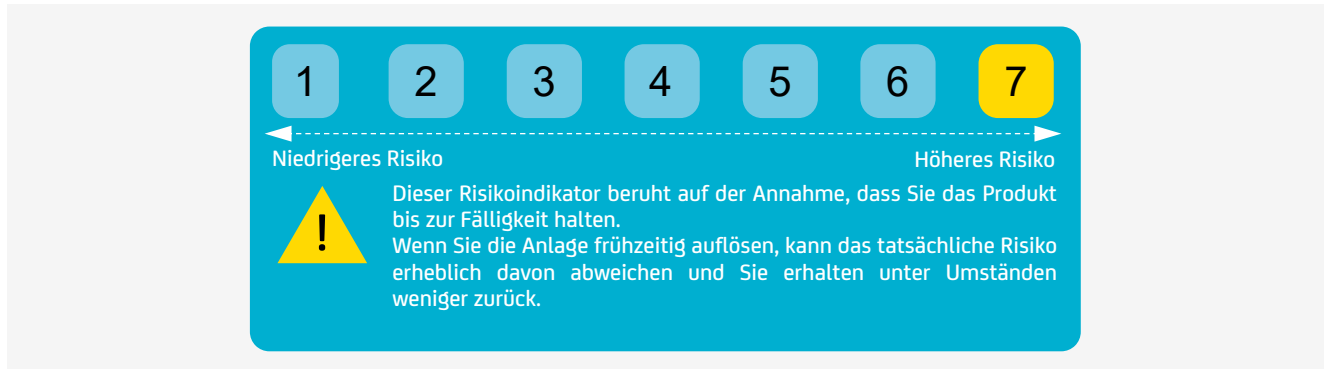 1 2 3 4 5 6 7
Niedrigeres Risiko Höheres Risiko
!
Dieser Risikoindikator beruht auf der Annahme, dass Sie das Produkt
bis zur Fälligkeit halten.
Wenn Sie die Anlage frühzeitig auflösen, kann das tatsächliche Risiko
erheblich davon abweichen und Sie erhalten unter Umständen
weniger zurück.